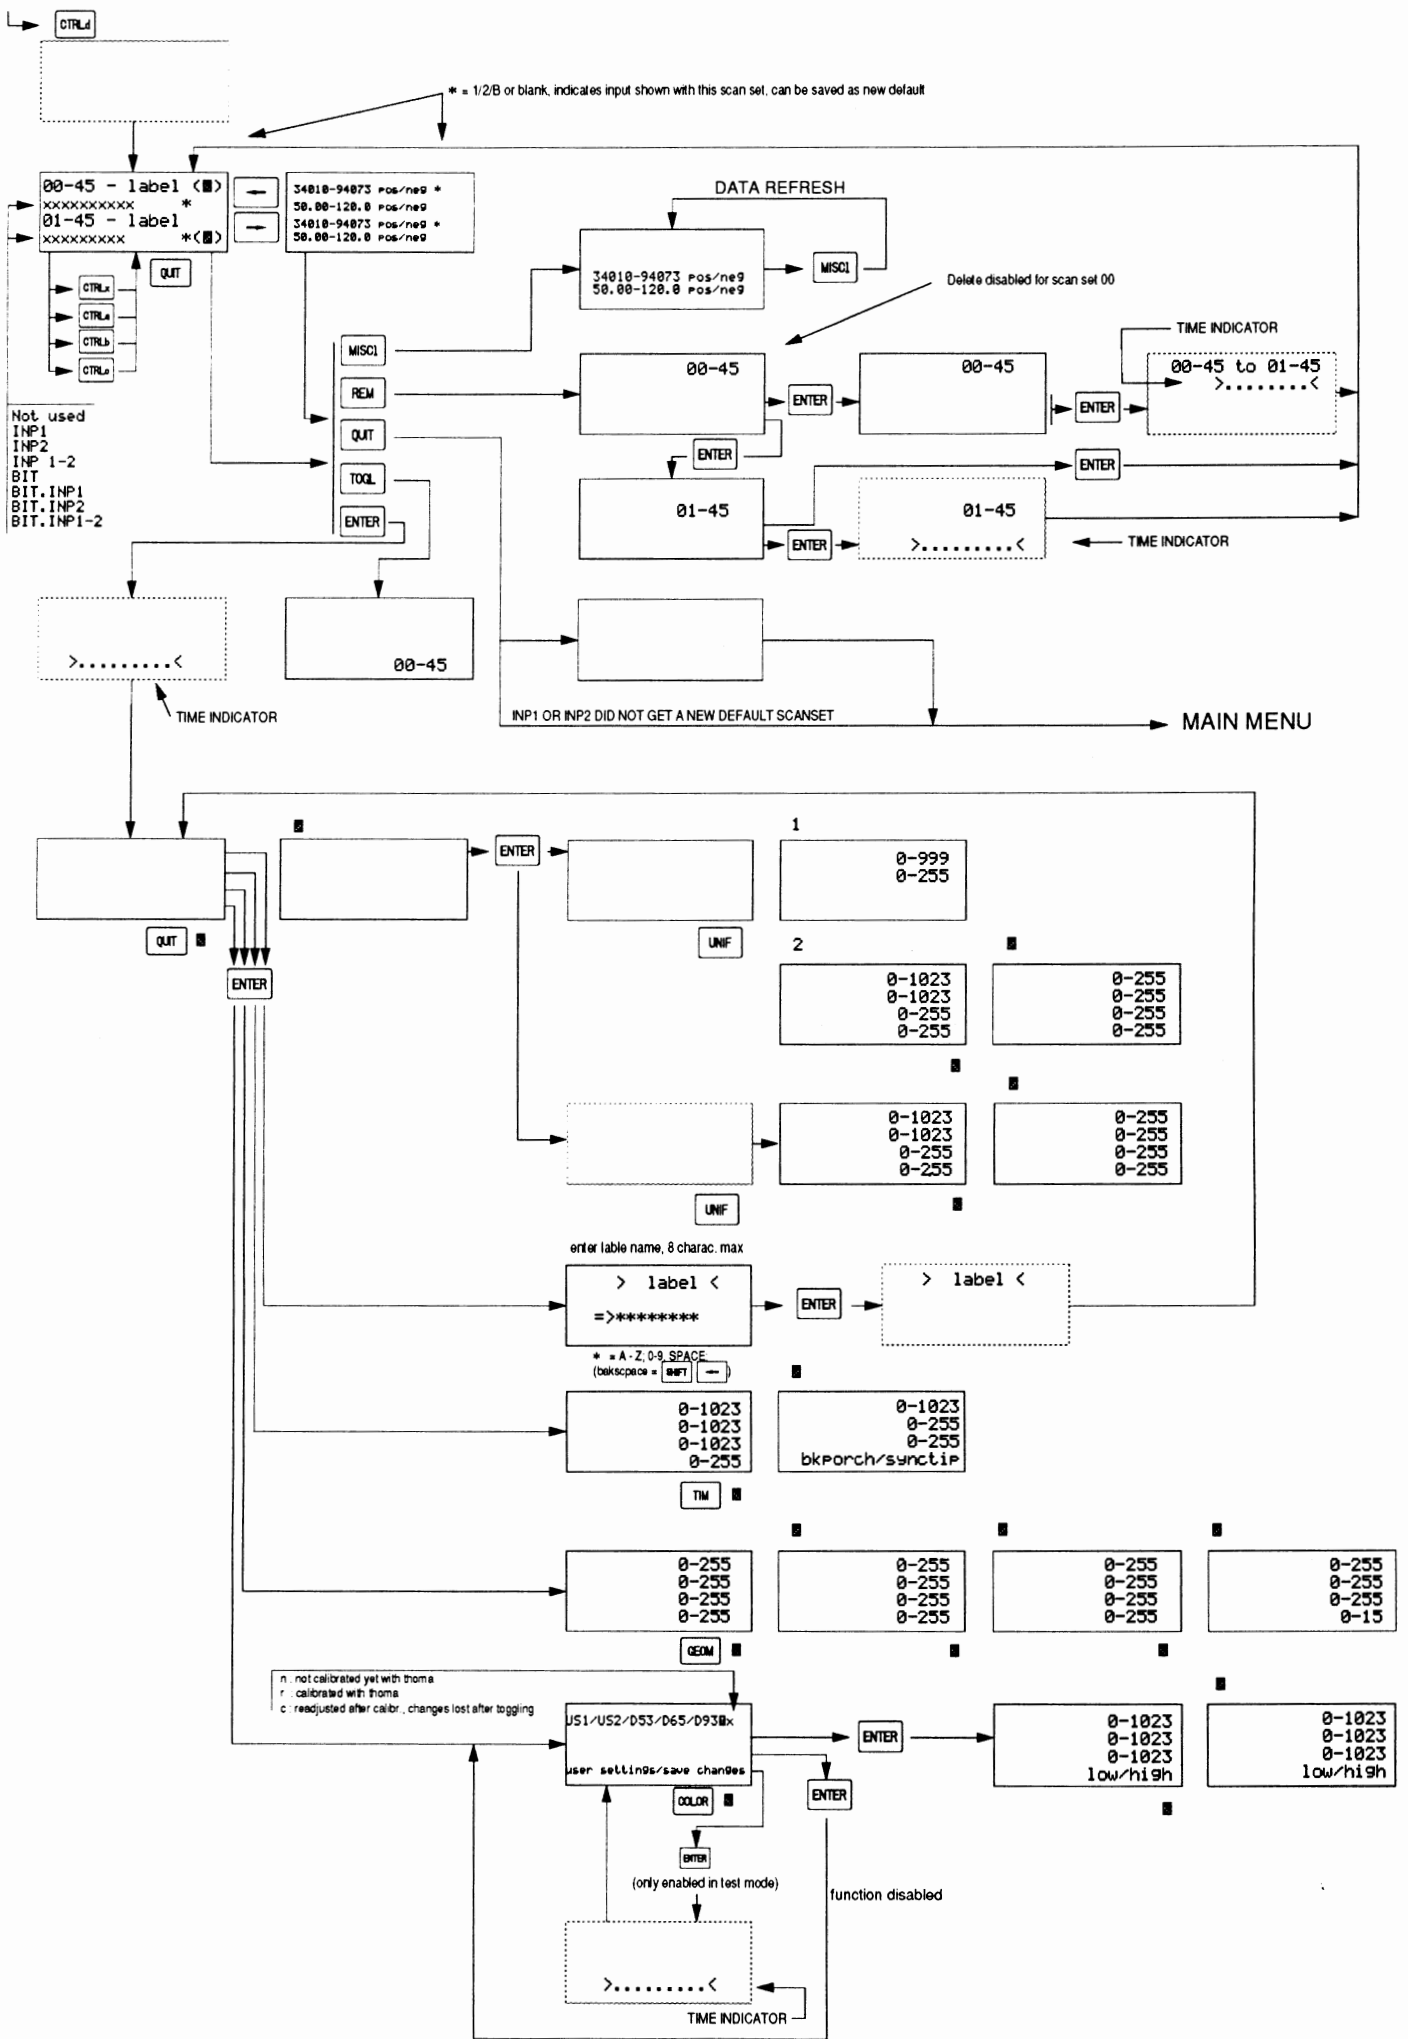 CTRLd
* = 1/2/B or blank, indicates input shown with this scan set, can be saved as new default
00-45 - label ( )
xxxxxxxxxx *
01-45 - label
xxxxxxxxx *( )
←
→
34010-94073 pos/neg *
50.00-120.0 pos/neg
34010-94073 pos/neg *
50.00-120.0 pos/neg
QUIT
CTRLx
CTRLa
CTRLb
CTRLc
DATA REFRESH
34010-94073 pos/neg
50.00-120.0 pos/neg
MISC1
Delete disabled for scan set 00
TIME INDICATOR
MISC1
REM
QUIT
TOGL
ENTER
00-45
ENTER
00-45
ENTER
00-45 to 01-45
>........<
ENTER
ENTER
01-45
ENTER
01-45
>.........<
TIME INDICATOR
Not used
INP1
INP2
INP 1-2
BIT
BIT.INP1
BIT.INP2
BIT.INP1-2
>.........<
TIME INDICATOR
00-45
INP1 OR INP2 DID NOT GET A NEW DEFAULT SCANSET
MAIN MENU
QUIT
ENTER
ENTER
UNIF
1
0-999
0-255
2
0-1023
0-1023
0-255
0-255
0-255
0-255
0-255
0-255
0-1023
0-1023
0-255
0-255
0-255
0-255
0-255
0-255
UNIF
enter lable name, 8 charac. max
> label <
=>********
ENTER
> label <
* = A - Z, 0-9, SPACE
(bakscpace = SHIFT ← )
0-1023
0-1023
0-1023
0-255
TIM
0-1023
0-255
0-255
bkporch/synctip
0-255
0-255
0-255
0-255
GEOM
0-255
0-255
0-255
0-255
0-255
0-255
0-255
0-255
0-255
0-255
0-255
0-15
n : not calibrated yet with thoma
r : calibrated with thoma
c : readjusted after calibr., changes lost after toggling
US1/US2/D53/D65/D93 x
user settings/save changes
COLOR
ENTER
ENTER
0-1023
0-1023
0-1023
low/high
0-1023
0-1023
0-1023
low/high
ENTER
(only enabled in test mode)
function disabled
>.........<
TIME INDICATOR